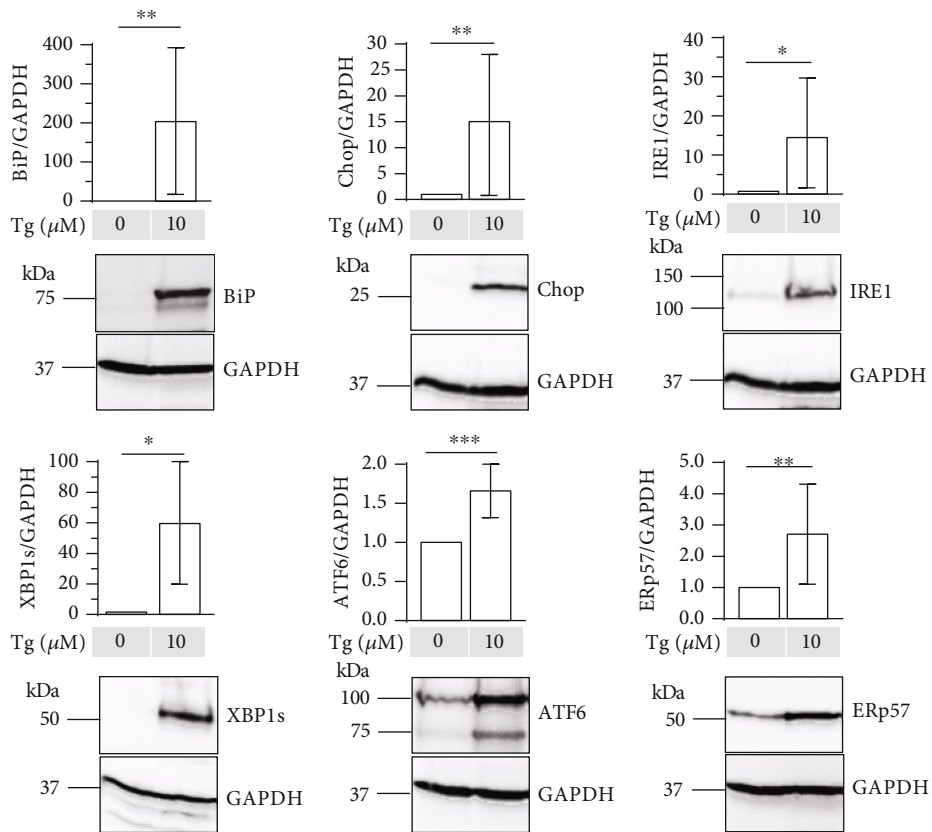 **
BiP/GAPDH
400
300
200
100
0
Tg (μM) 0 10
kDa
75
BiP
37
GAPDH
**
Chop/GAPDH
30
25
20
15
10
5
0
Tg (μM) 0 10
kDa
25
Chop
37
GAPDH
*
IRE1/GAPDH
40
30
20
10
0
Tg (μM) 0 10
kDa
150
100
IRE1
37
GAPDH
*
XBP1s/GAPDH
100
80
60
40
20
0
Tg (μM) 0 10
kDa
50
XBP1s
37
GAPDH
***
ATF6/GAPDH
2.0
1.5
1.0
0.5
0.0
Tg (μM) 0 10
kDa
100
75
ATF6
37
GAPDH
**
ERp57/GAPDH
5.0
4.0
3.0
2.0
1.0
0.0
Tg (μM) 0 10
kDa
50
ERp57
37
GAPDH